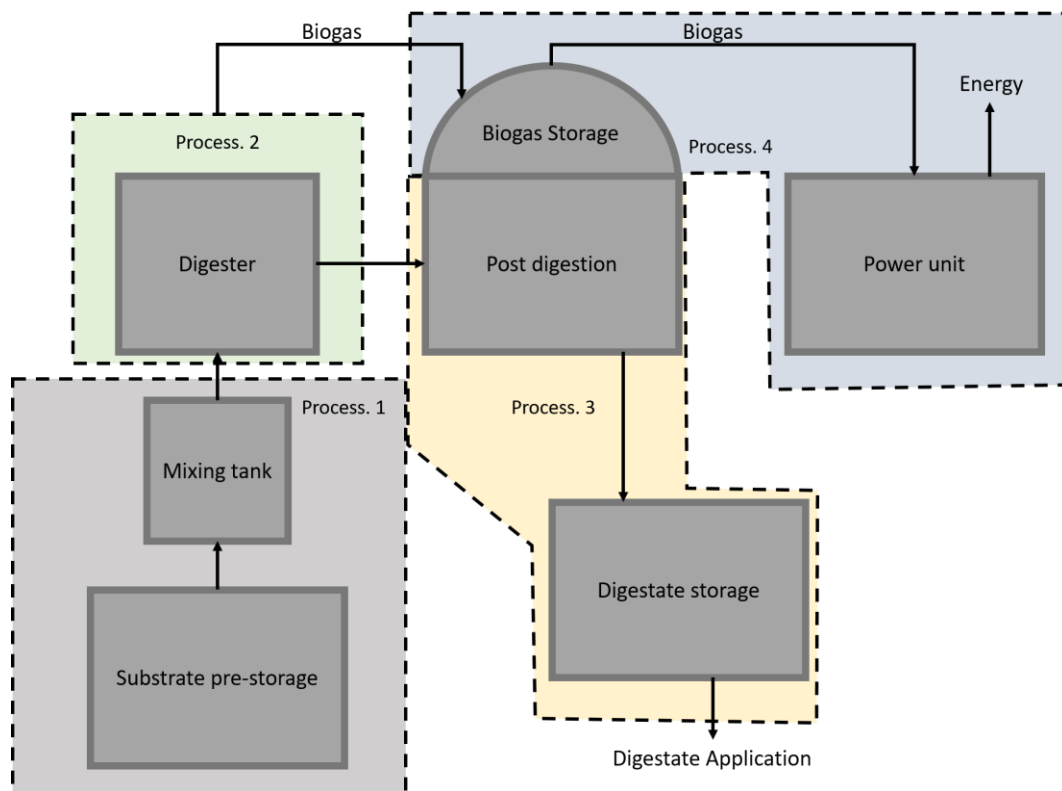 Biogas
Biogas
Energy
Process. 2
Biogas Storage
Process. 4
Digester
Post digestion
Power unit
Process. 1
Process. 3
Mixing tank
Digestate storage
Substrate pre-storage
Digestate Application